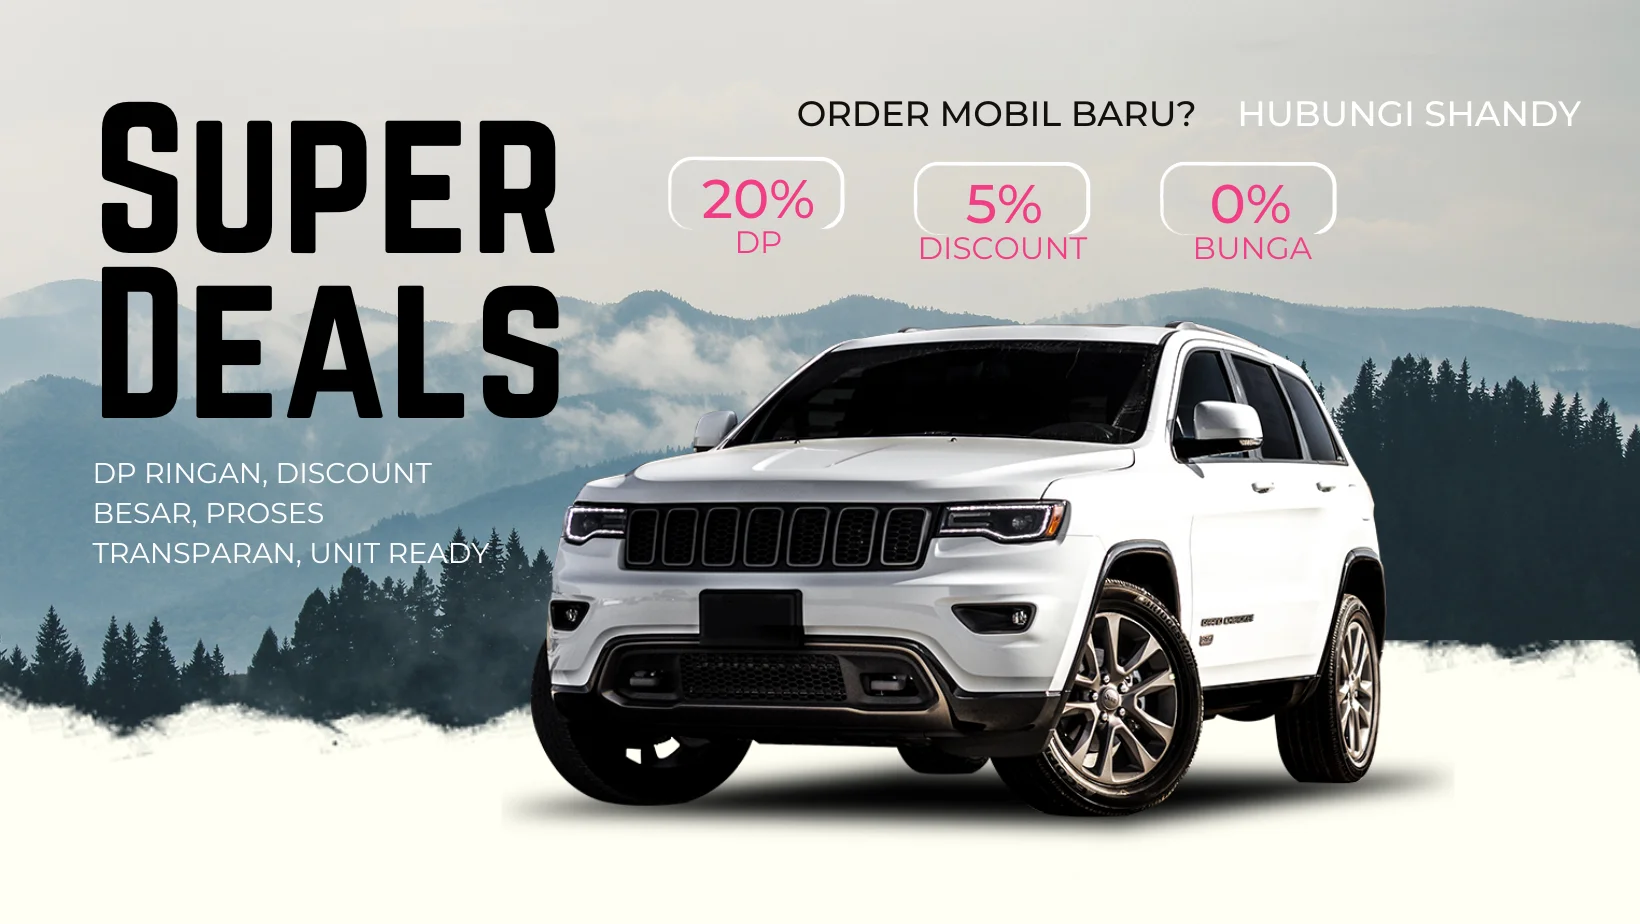 SUPER
DEALS
DP RINGAN, DISCOUNT
BESAR, PROSES
TRANSPARAN, UNIT READY
ORDER MOBIL BARU? HUBUNGI SHANDY
20%
DP
5%
DISCOUNT
0%
BUNGA